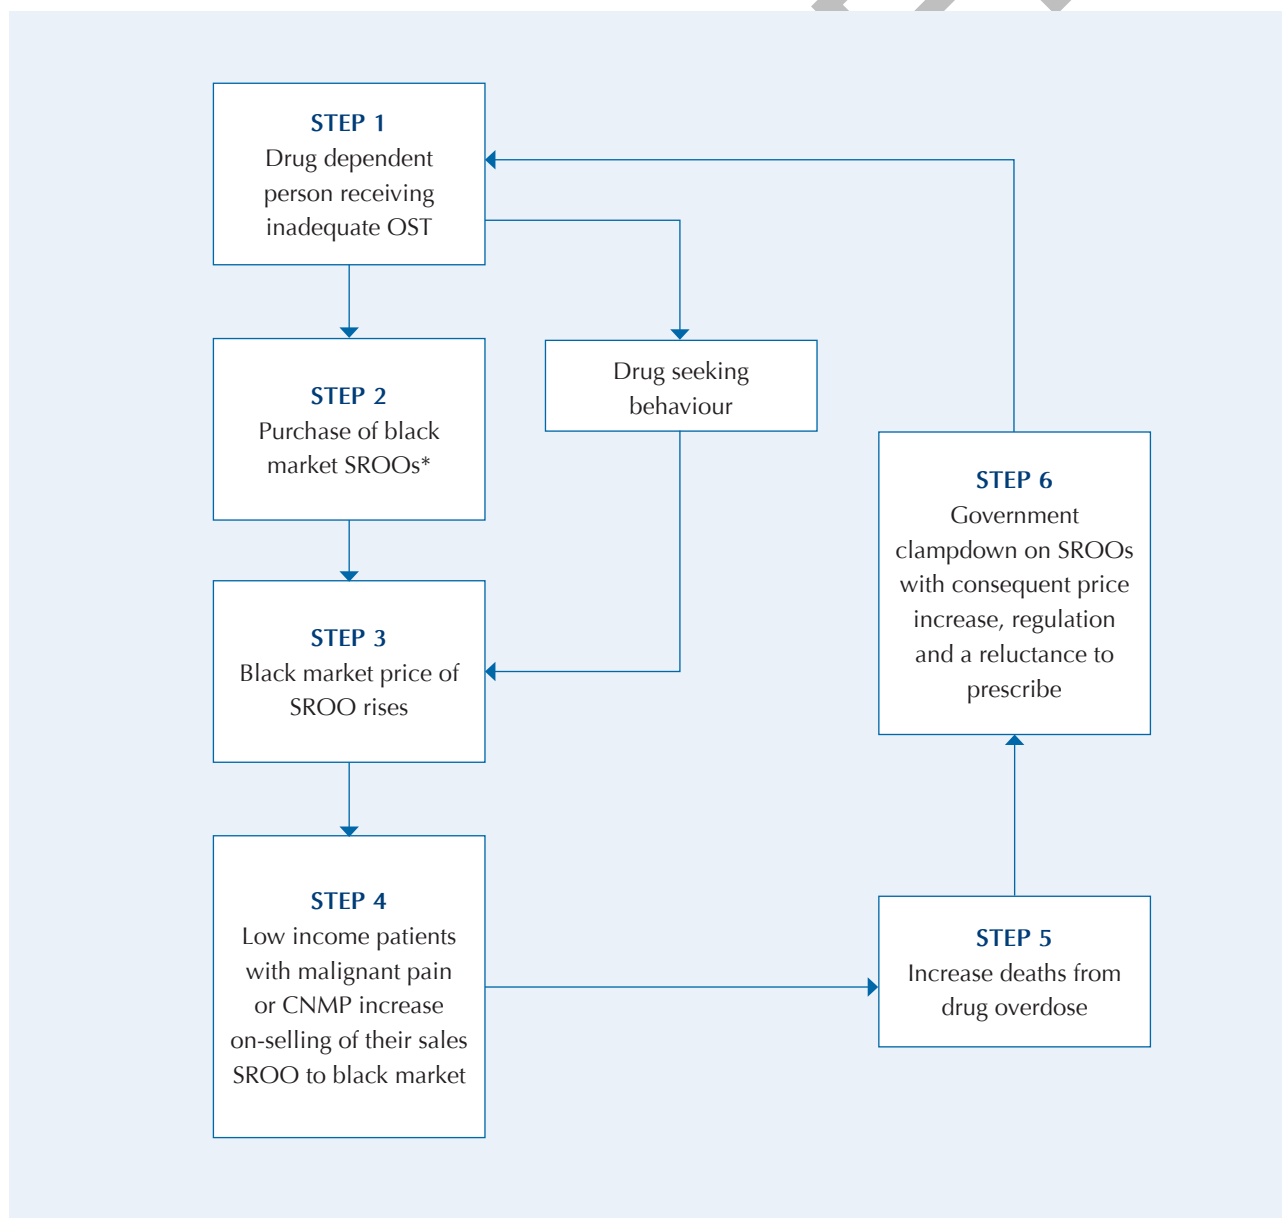 STEP 1
Drug dependent
person receiving
inadequate OST
STEP 2
Purchase of black
market SROOs*
Drug seeking
behaviour
STEP 3
Black market price of
SROO rises
STEP 4
Low income patients
with malignant pain
or CNMP increase
on-selling of their sales
SROO to black market
STEP 5
Increase deaths from
drug overdose
STEP 6
Government
clampdown on SROOs
with consequent price
increase, regulation
and a reluctance to
prescribe